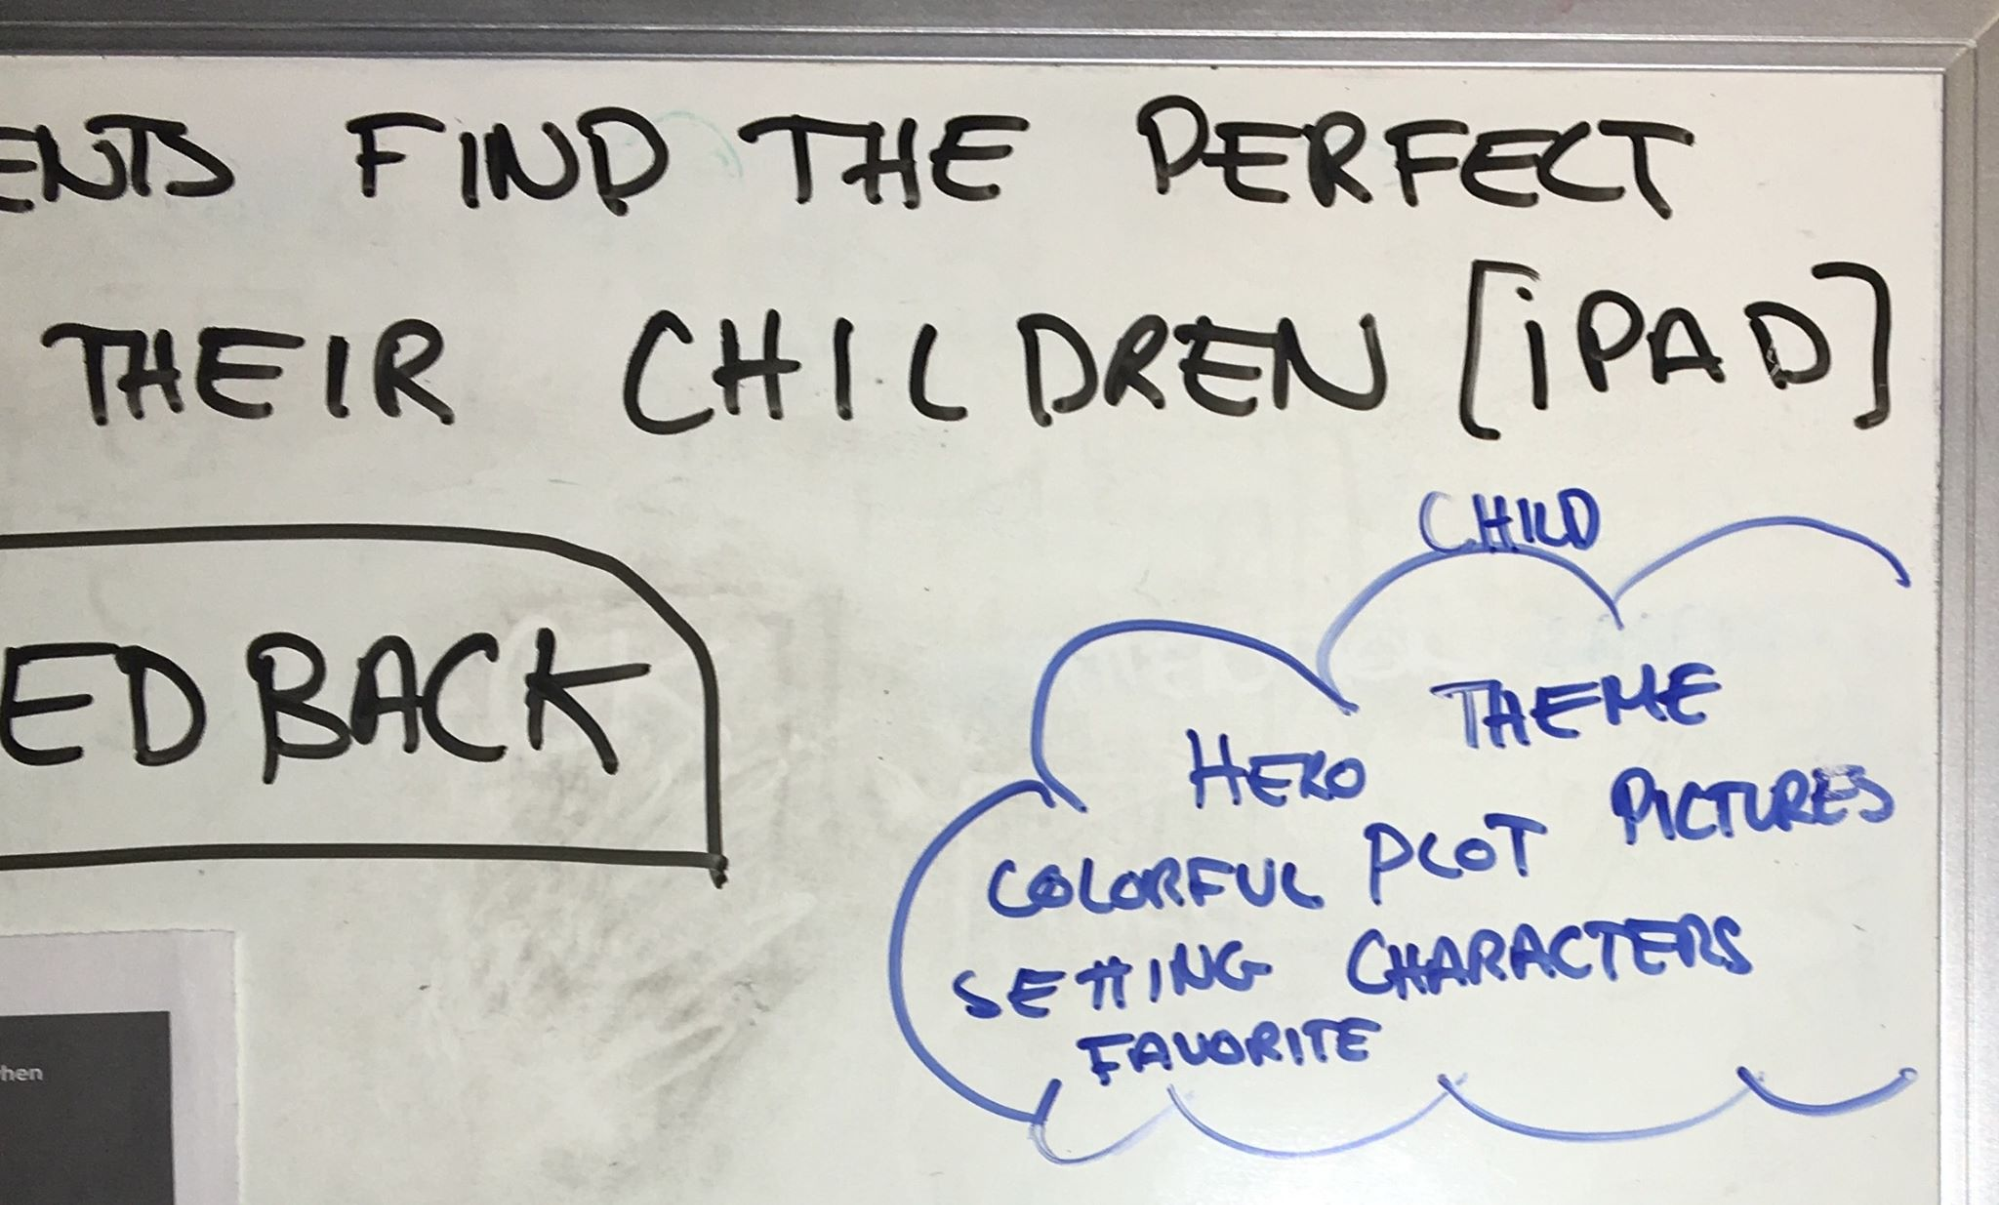 ENTS FIND THE PERFECT
THEIR CHILDREN [iPAD]
EDBACK
CHILD
THEME
HERO
PICTURES
COLORFUL PLOT
SETTING CHARACTERS
FAVORITE
hen